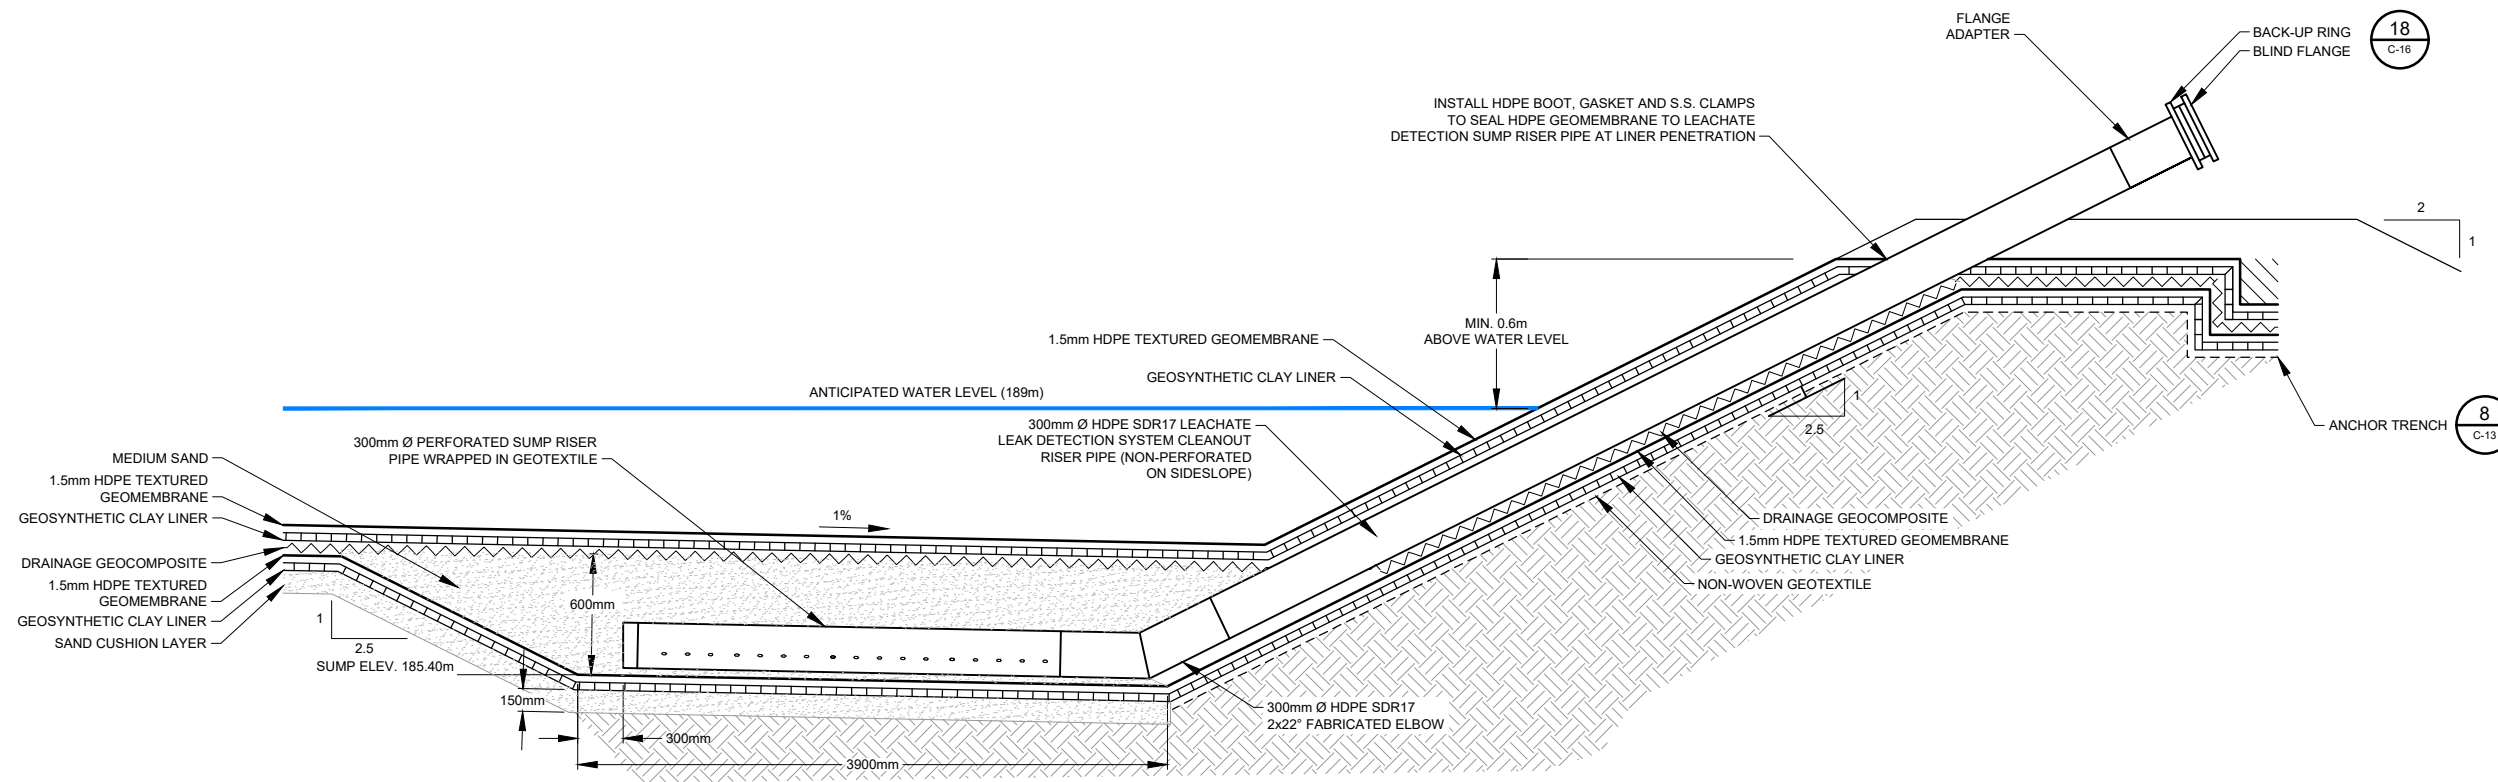 FLANGE
ADAPTER
BACK-UP RING
BLIND FLANGE
18
C-16
INSTALL HDPE BOOT, GASKET AND S.S. CLAMPS
TO SEAL HDPE GEOMEMBRANE TO LEACHATE
DETECTION SUMP RISER PIPE AT LINER PENETRATION
2
1
MIN. 0.6m
ABOVE WATER LEVEL
1.5mm HDPE TEXTURED GEOMEMBRANE
GEOSYNTHETIC CLAY LINER
ANTICIPATED WATER LEVEL (189m)
1
2.5
300mm Ø HDPE SDR17 LEACHATE
LEAK DETECTION SYSTEM CLEANOUT
RISER PIPE (NON-PERFORATED
ON SIDESLOPE)
ANCHOR TRENCH
8
C-13
300mm Ø PERFORATED SUMP RISER
PIPE WRAPPED IN GEOTEXTILE
MEDIUM SAND
1.5mm HDPE TEXTURED
GEOMEMBRANE
GEOSYNTHETIC CLAY LINER
DRAINAGE GEOCOMPOSITE
1.5mm HDPE TEXTURED
GEOMEMBRANE
GEOSYNTHETIC CLAY LINER
SAND CUSHION LAYER
1%
DRAINAGE GEOCOMPOSITE
1.5mm HDPE TEXTURED GEOMEMBRANE
GEOSYNTHETIC CLAY LINER
NON-WOVEN GEOTEXTILE
600mm
1
2.5
SUMP ELEV. 185.40m
150mm
300mm
3900mm
300mm Ø HDPE SDR17
2x22° FABRICATED ELBOW